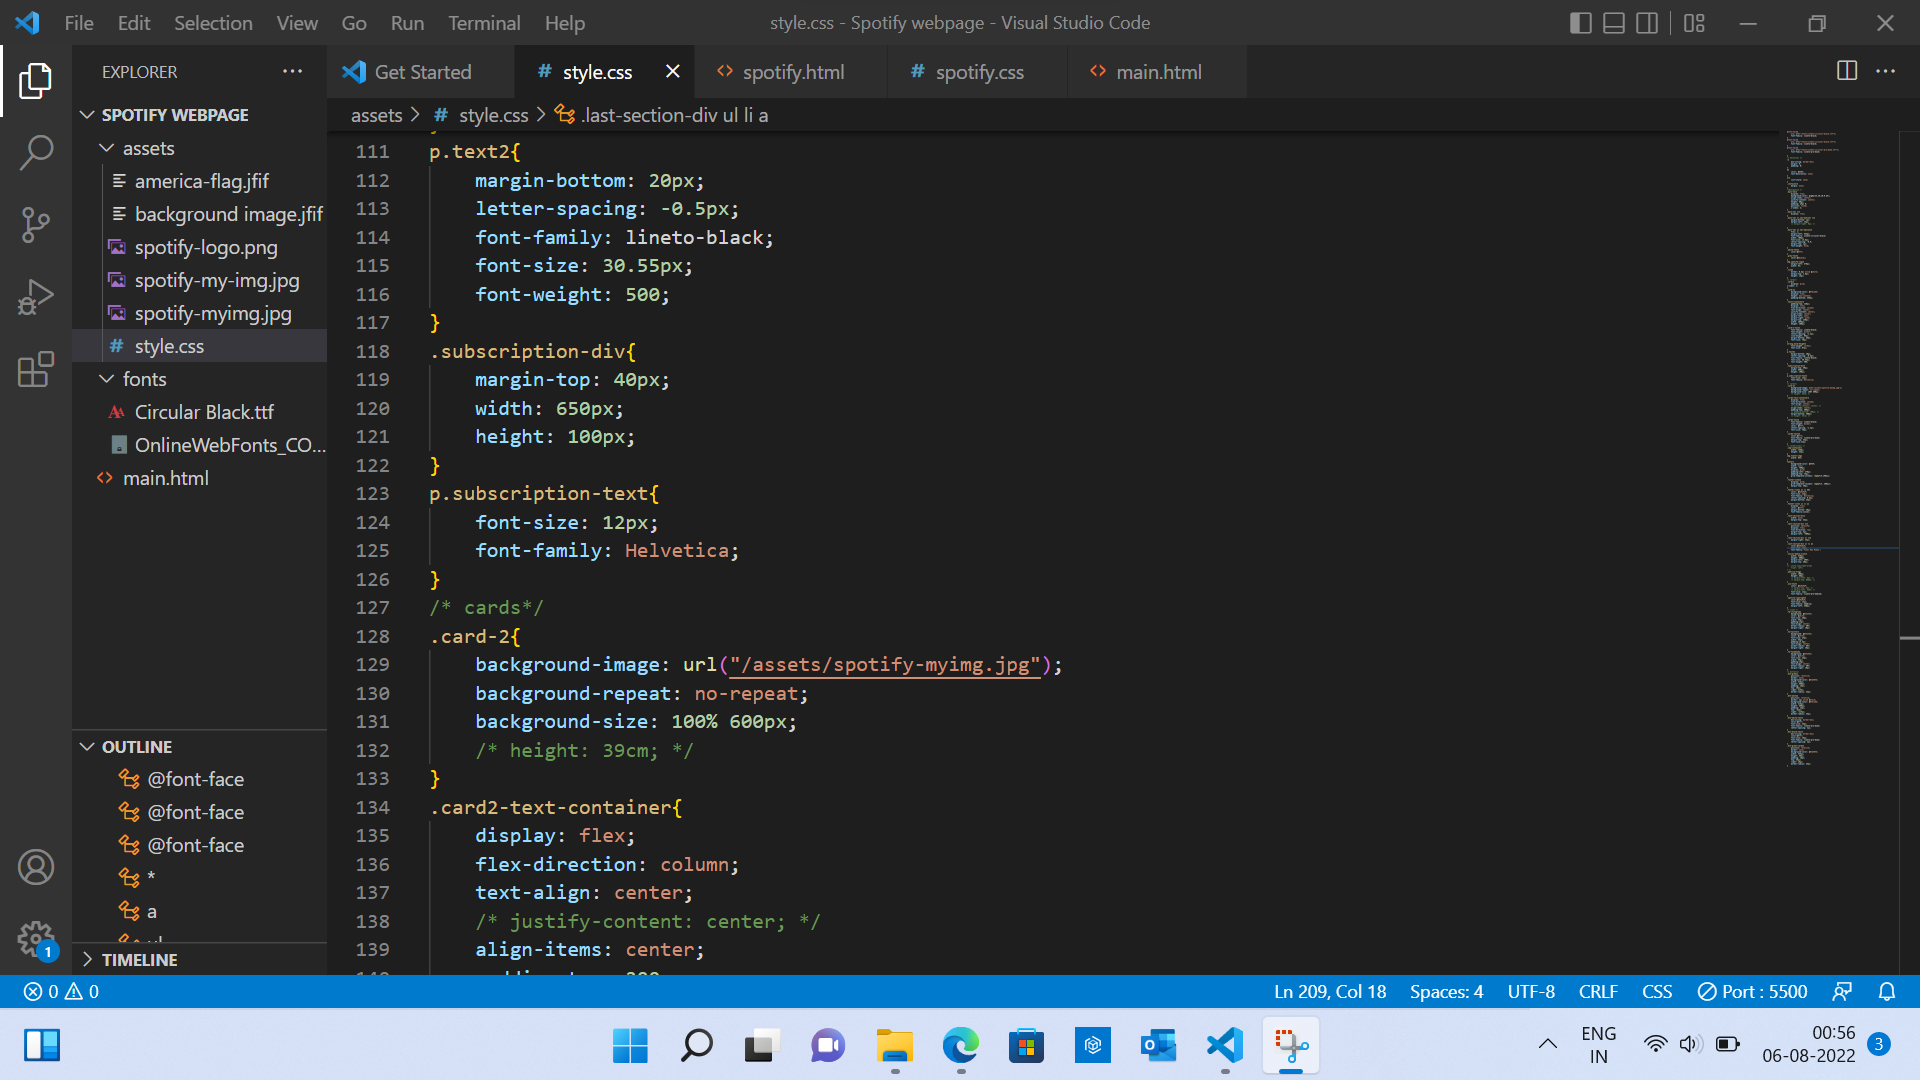 File Edit Selection View Go Run Terminal Help
style.css - Spotify webpage - Visual Studio Code
EXPLORER
SPOTIFY WEBPAGE
assets
america-flag.jfif
background image.jfif
spotify-logo.png
spotify-my-img.jpg
spotify-myimg.jpg
# style.css
fonts
Circular Black.ttf
OnlineWebFonts_CO...
<> main.html
OUTLINE
@font-face
@font-face
@font-face
*
a
TIMELINE
Get Started # style.css <> spotify.html # spotify.css <> main.html
assets > # style.css > .last-section-div ul li a
111 p.text2{
112 margin-bottom: 20px;
113 letter-spacing: -0.5px;
114 font-family: lineto-black;
115 font-size: 30.55px;
116 font-weight: 500;
117 }
118 .subscription-div{
119 margin-top: 40px;
120 width: 650px;
121 height: 100px;
122 }
123 p.subscription-text{
124 font-size: 12px;
125 font-family: Helvetica;
126 }
127 /* cards*/
128 .card-2{
129 background-image: url("/assets/spotify-myimg.jpg");
130 background-repeat: no-repeat;
131 background-size: 100% 600px;
132 /* height: 39cm; */
133 }
134 .card2-text-container{
135 display: flex;
136 flex-direction: column;
137 text-align: center;
138 /* justify-content: center; */
139 align-items: center;
1
0 0
Ln 209, Col 18 Spaces: 4 UTF-8 CRLF CSS Port : 5500
ENG
IN
00:56
06-08-2022
3